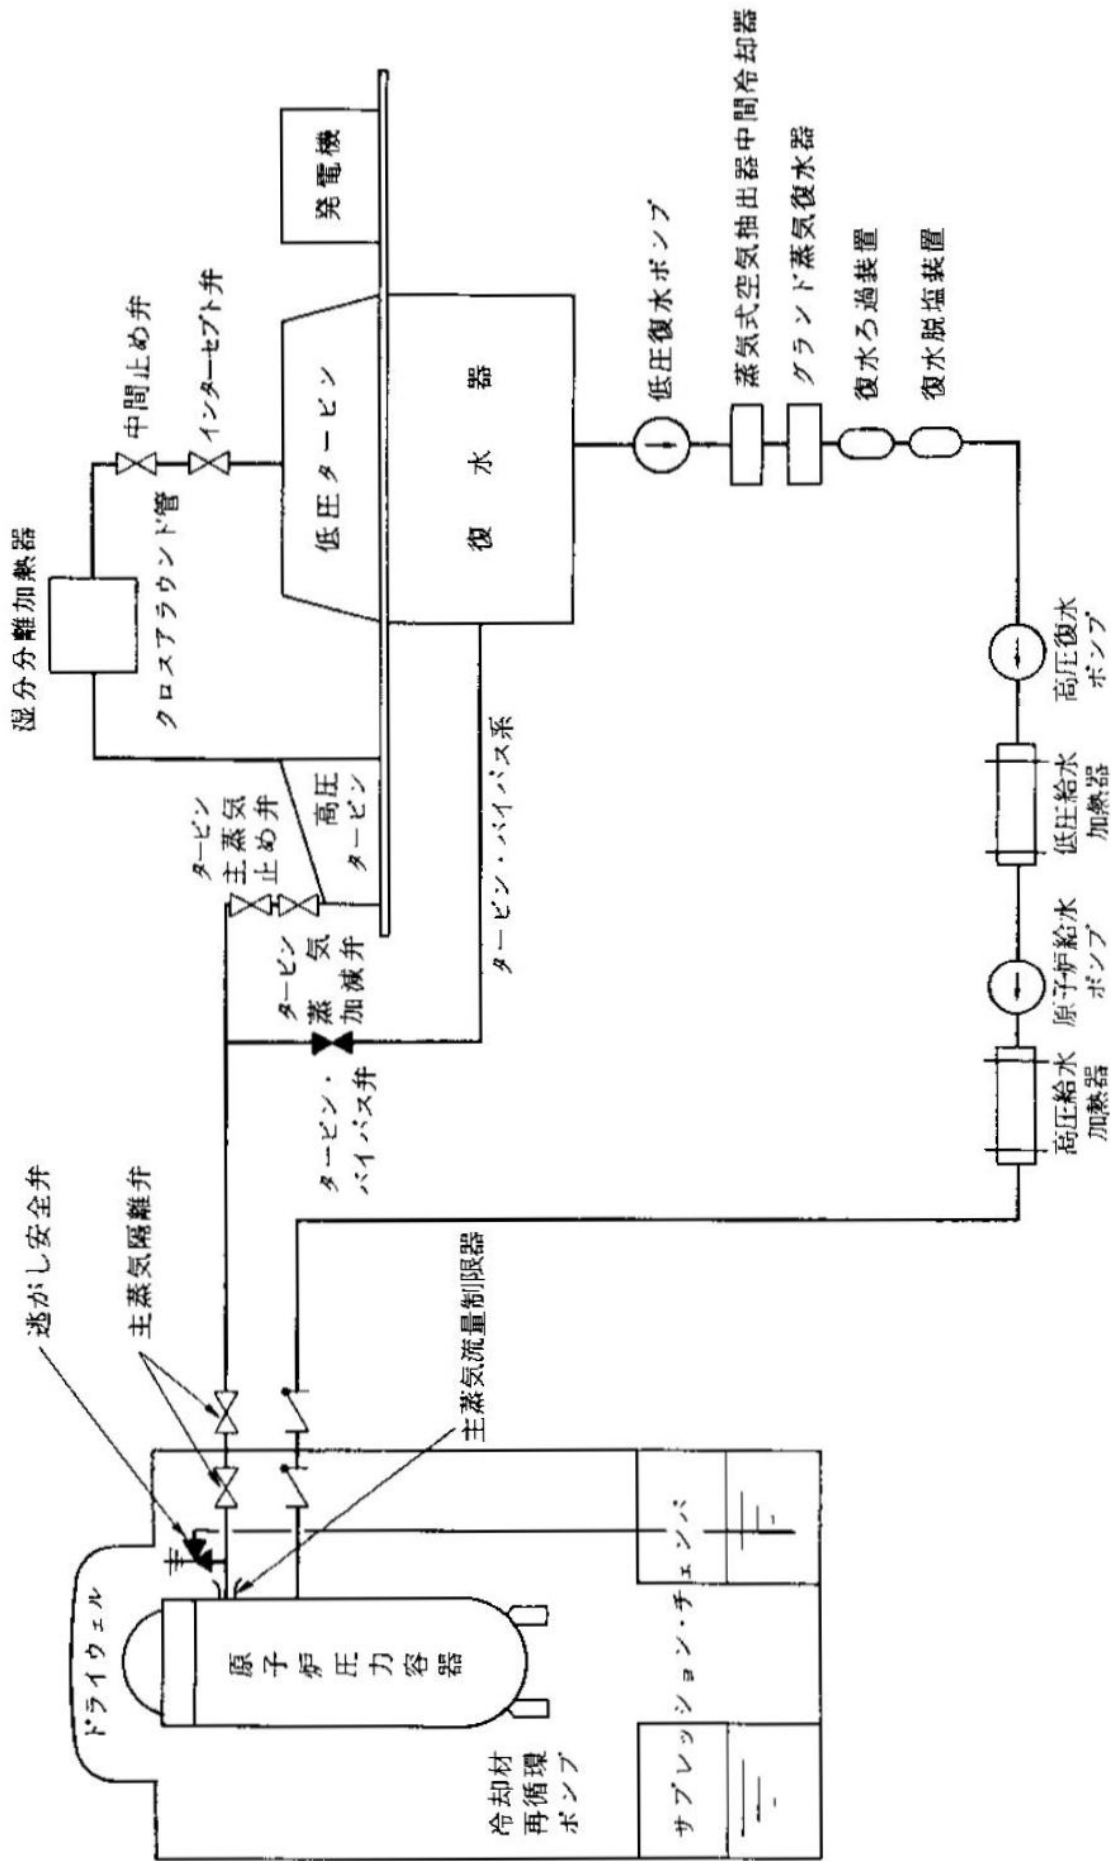 ドライウェル
原子炉圧力容器
冷却材
再循環
ポンプ
サプレッション・チェンバ
逃がし安全弁
主蒸気隔離弁
主蒸気流量制限器
タービン・
バイパス弁
タービン
蒸気
加減弁
タービン
主蒸気
止め弁
高圧
タービン
タービン・バイパス系
湿分分離加熱器
クロスアラウンド管
中間止め弁
インターセプト弁
低圧タービン
発電機
復水器
低圧復水ポンプ
蒸気式空気抽出器中間冷却器
グランド蒸気復水器
復水ろ過装置
復水脱塩装置
高圧復水
ポンプ
低圧給水
加熱器
原子炉給水
ポンプ
高圧給水
加熱器